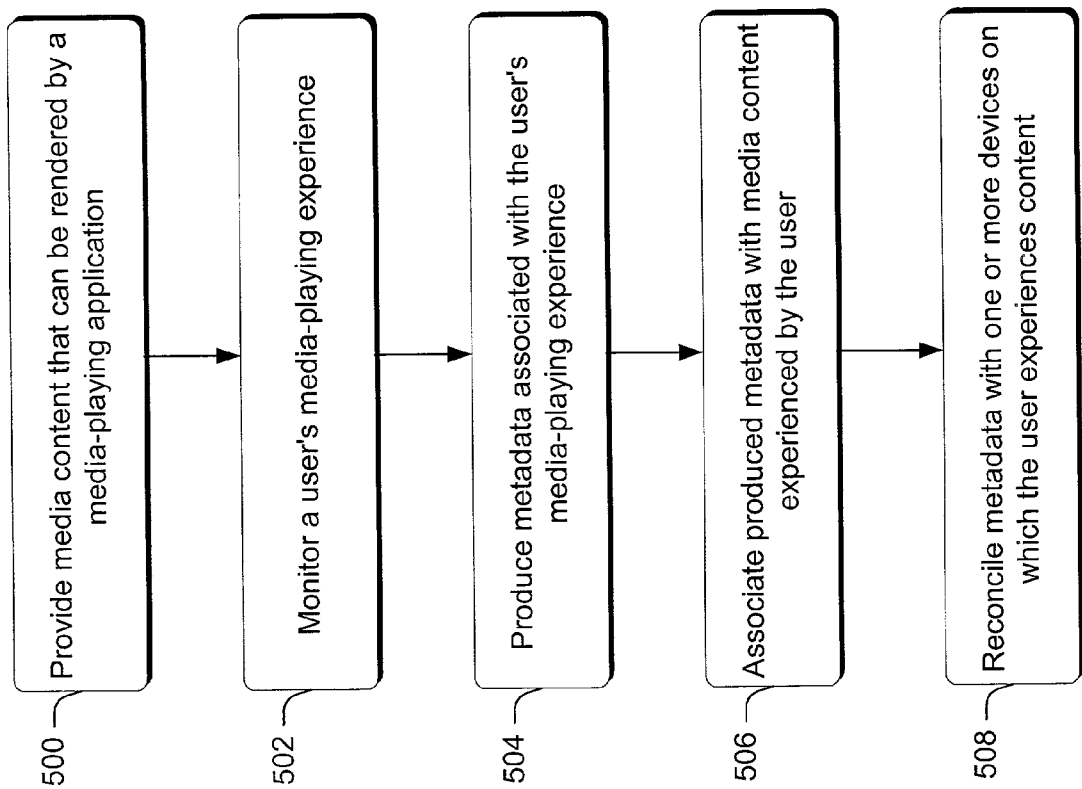 500
Provide media content that can be rendered by a
media-playing application
502
Monitor a user's media-playing experience
504
Produce metadata associated with the user's
media-playing experience
506
Associate produced metadata with media content
experienced by the user
508
Reconcile metadata with one or more devices on
which the user experiences content